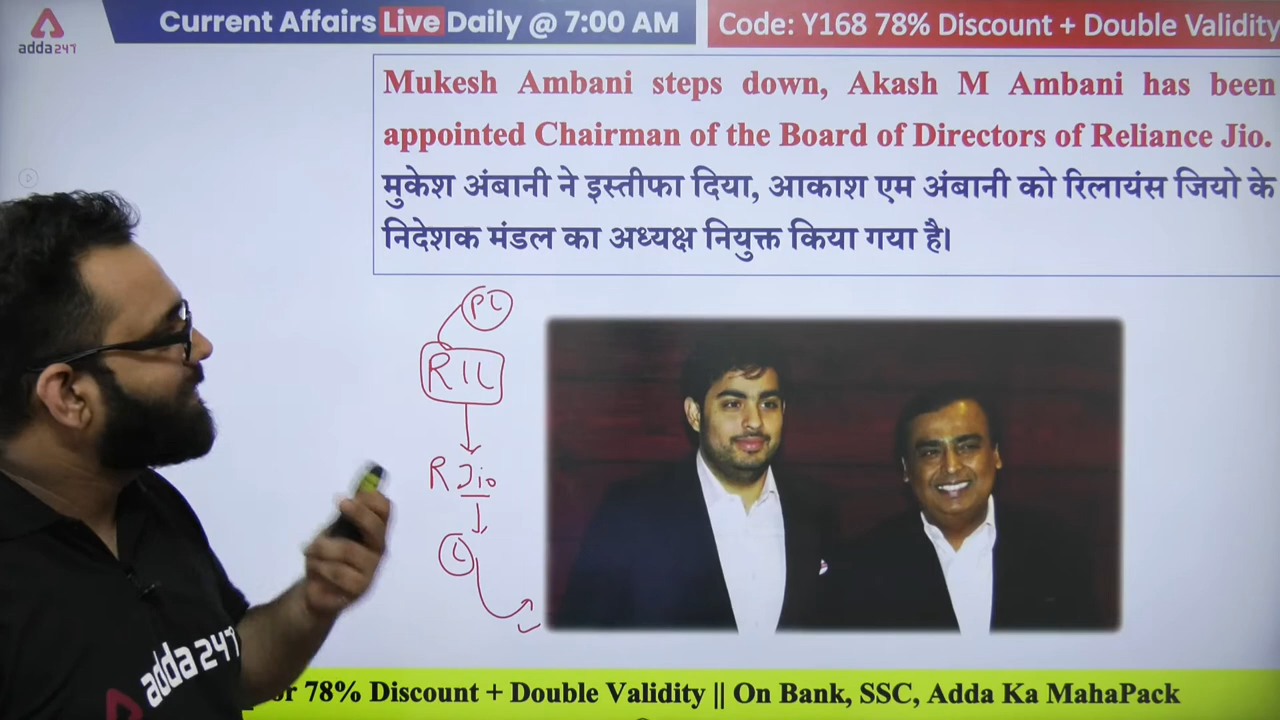 adda247
Current Affairs Live Daily @ 7:00 AM
Code: Y168 78% Discount + Double Validity
Mukesh Ambani steps down, Akash M Ambani has been
appointed Chairman of the Board of Directors of Reliance Jio.
मुकेश अंबानी ने इस्तीफा दिया, आकाश एम अंबानी को रिलायंस जियो के
निदेशक मंडल का अध्यक्ष नियुक्त किया गया है।
RIL
R Jio
adda247
78% Discount + Double Validity || On Bank, SSC, Adda Ka MahaPack